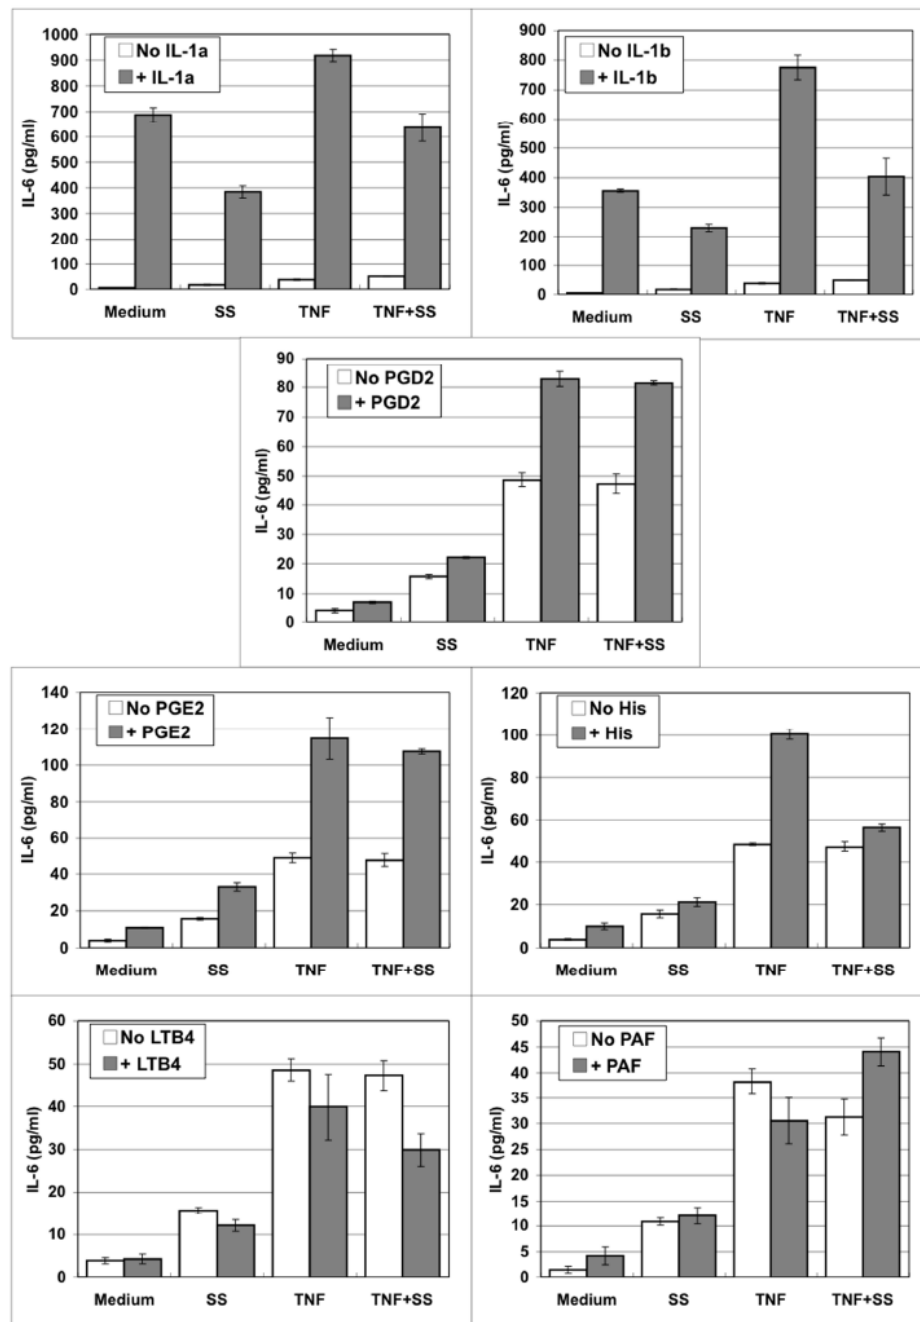 No IL-1a
+ IL-1a
IL-6 (pg/ml)
1000
900
800
700
600
500
400
300
200
100
0
Medium SS TNF TNF+SS
No IL-1b
+ IL-1b
IL-6 (pg/ml)
900
800
700
600
500
400
300
200
100
0
Medium SS TNF TNF+SS
No PGD2
+ PGD2
IL-6 (pg/ml)
90
80
70
60
50
40
30
20
10
0
Medium SS TNF TNF+SS
No PGE2
+ PGE2
IL-6 (pg/ml)
140
120
100
80
60
40
20
0
Medium SS TNF TNF+SS
No His
+ His
IL-6 (pg/ml)
120
100
80
60
40
20
0
Medium SS TNF TNF+SS
No LTB4
+ LTB4
IL-6 (pg/ml)
60
50
40
30
20
10
0
Medium SS TNF TNF+SS
No PAF
+ PAF
IL-6 (pg/ml)
50
45
40
35
30
25
20
15
10
5
0
Medium SS TNF TNF+SS